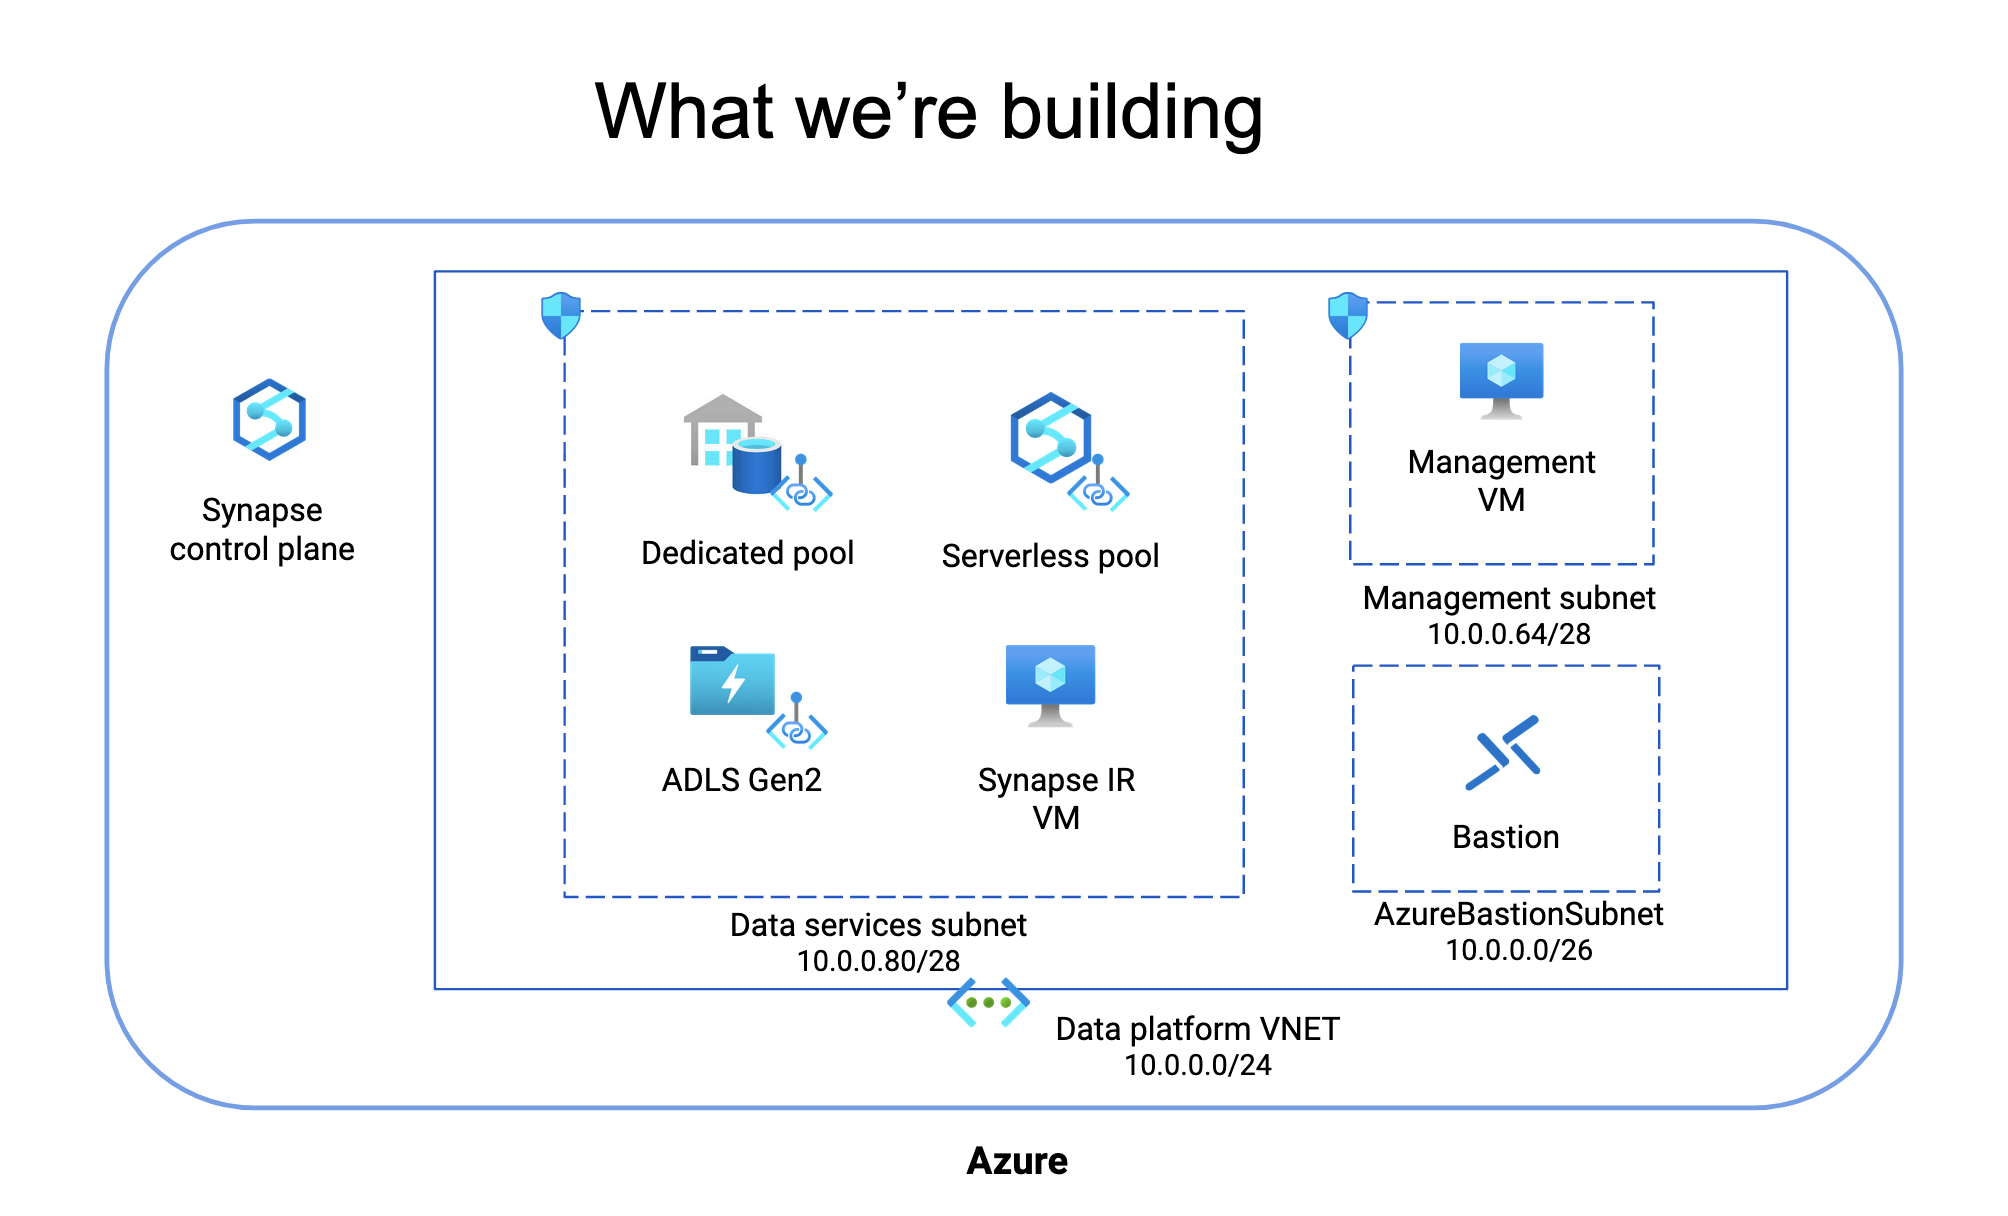 What we’re building
Synapse
control plane
Dedicated pool
Serverless pool
ADLS Gen2
Synapse IR
VM
Data services subnet
10.0.0.80/28
Management
VM
Management subnet
10.0.0.64/28
Bastion
AzureBastionSubnet
10.0.0.0/26
Data platform VNET
10.0.0.0/24
Azure